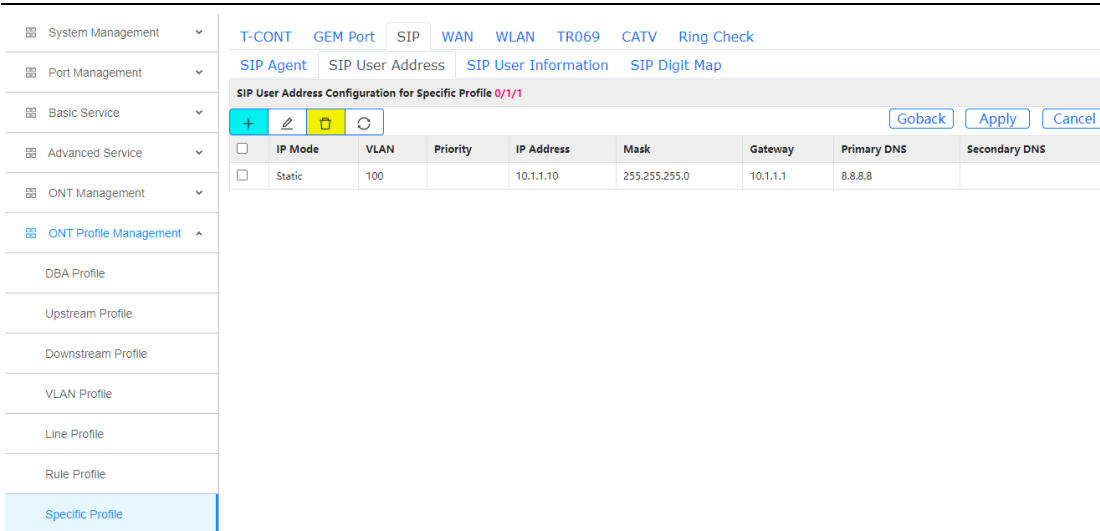 System Management
Port Management
Basic Service
Advanced Service
ONT Management
ONT Profile Management
DBA Profile
Upstream Profile
Downstream Profile
VLAN Profile
Line Profile
Rule Profile
Specific Profile
T-CONT GEM Port SIP WAN WLAN TR069 CATV Ring Check
SIP Agent SIP User Address SIP User Information SIP Digit Map
SIP User Address Configuration for Specific Profile 0/1/1
Goback Apply Cancel
IP Mode VLAN Priority IP Address Mask Gateway Primary DNS Secondary DNS
Static 100 10.1.1.10 255.255.255.0 10.1.1.1 8.8.8.8